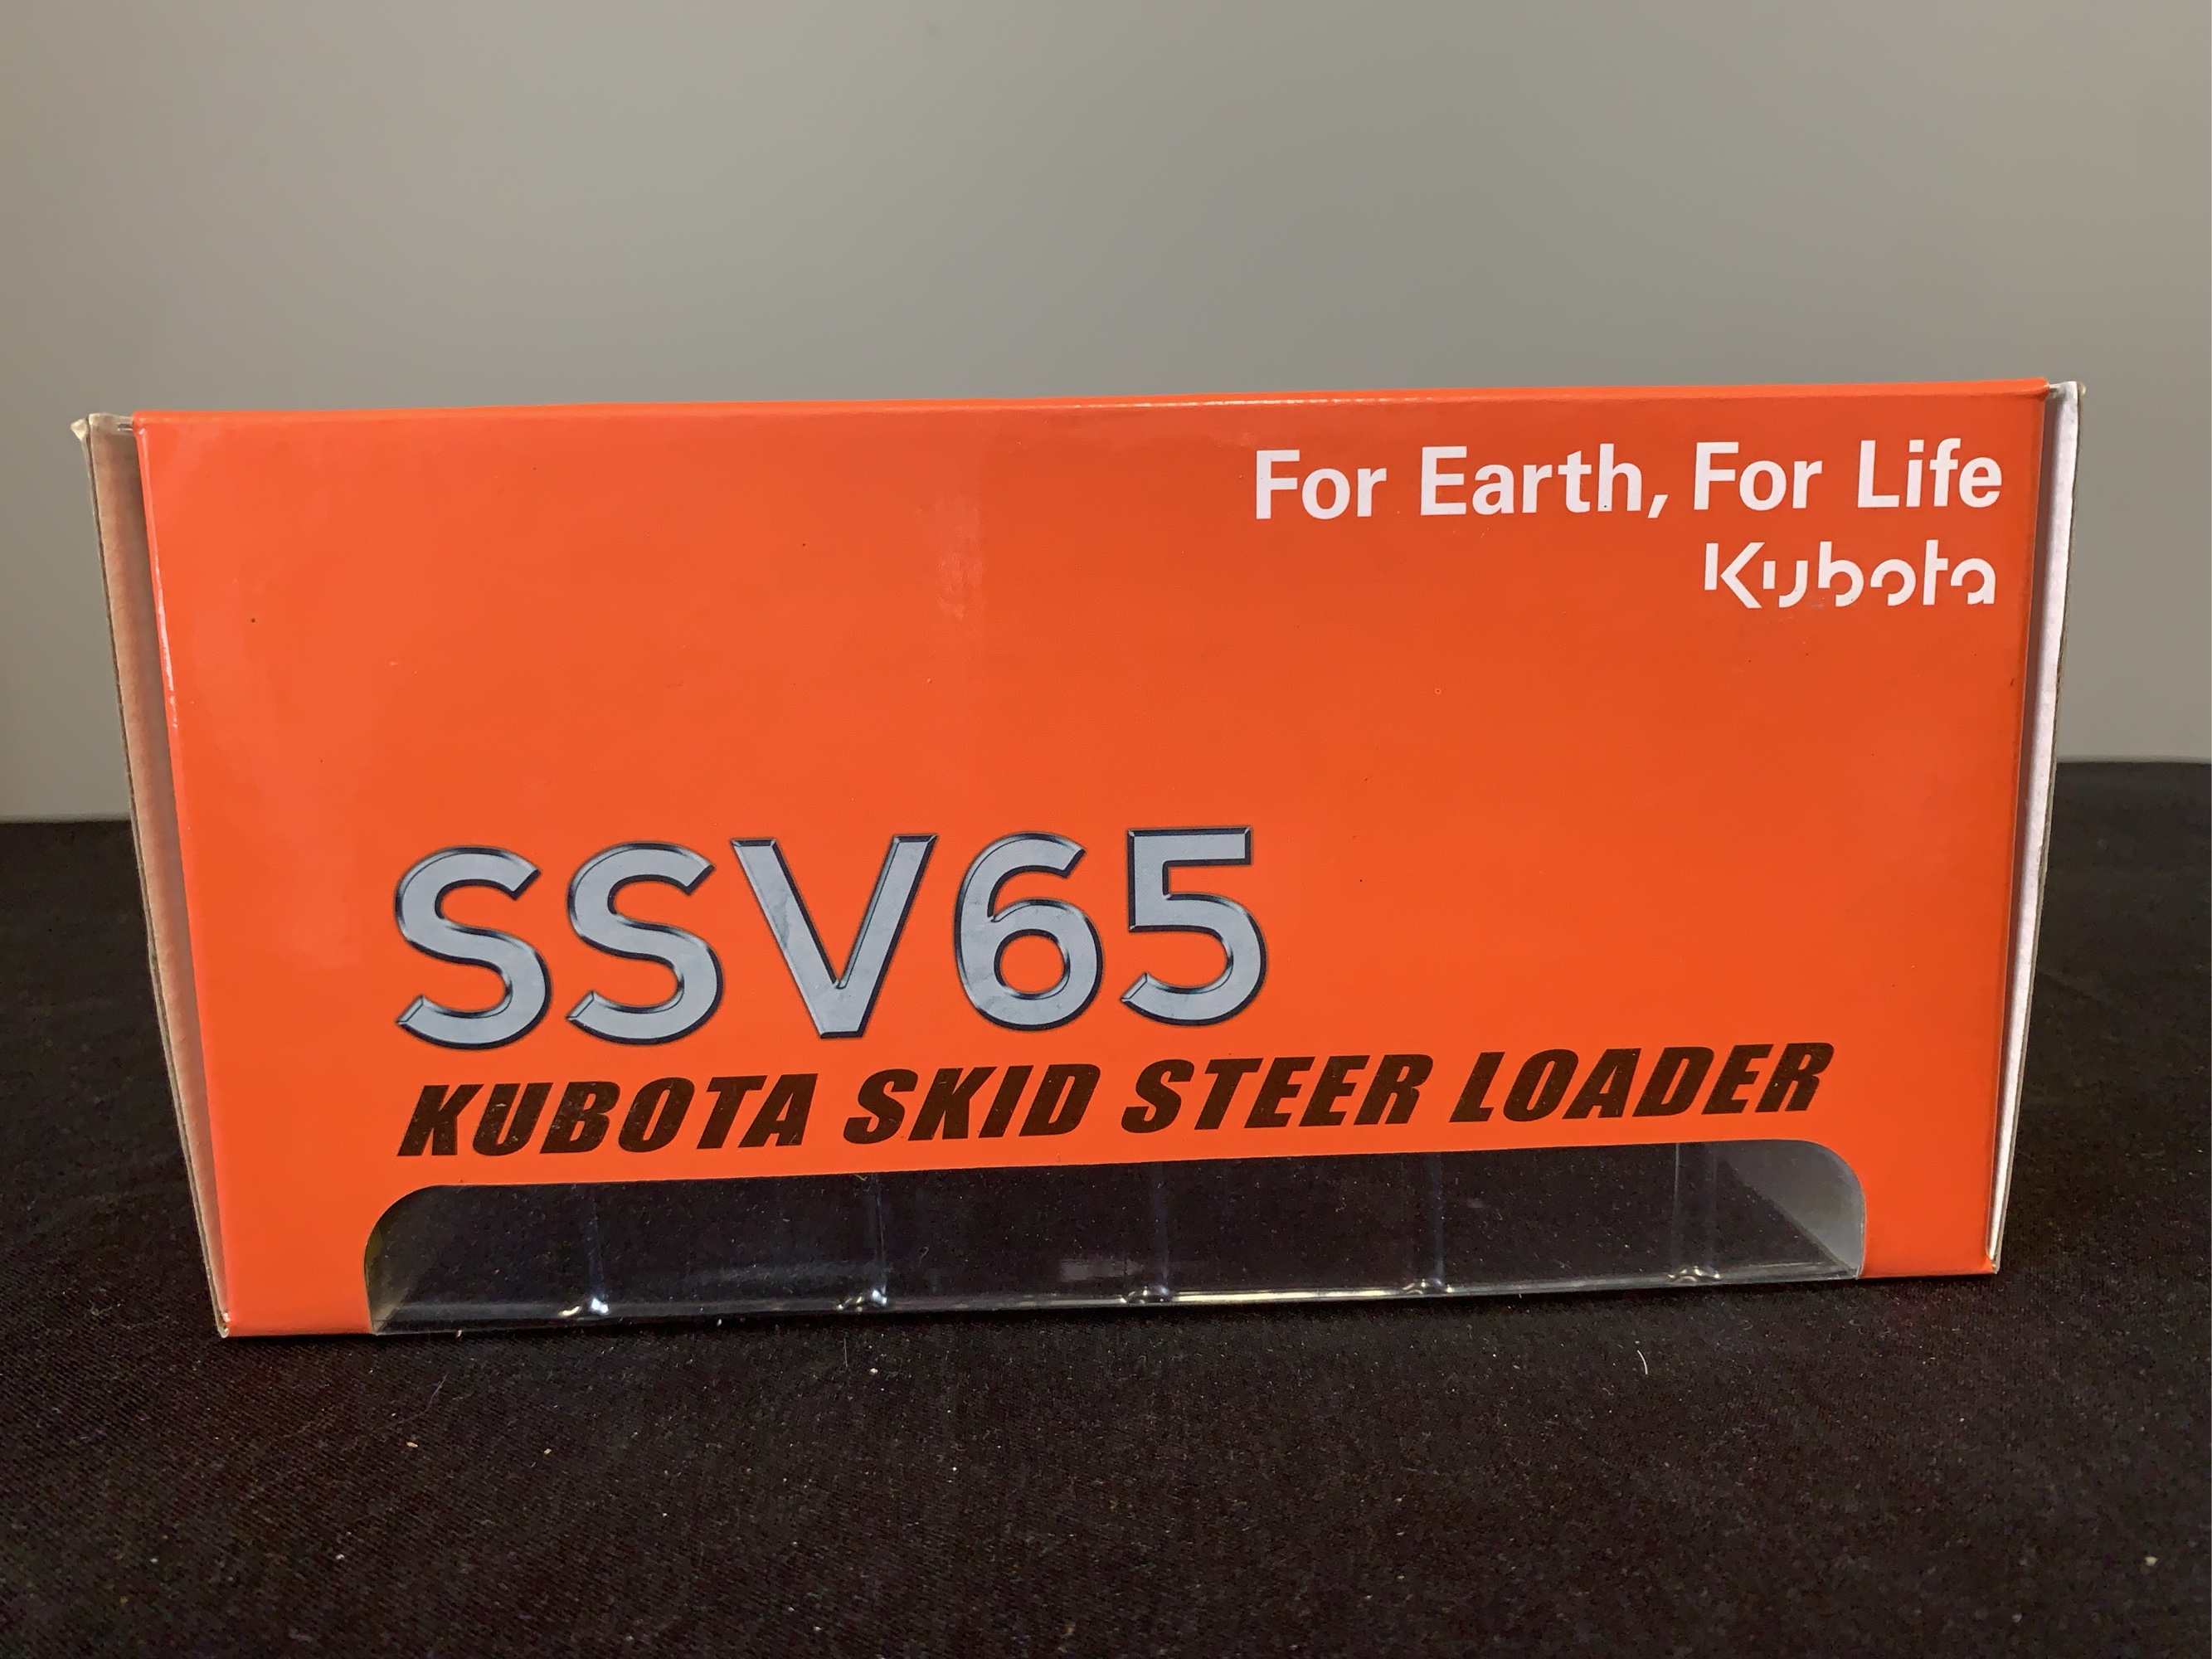 For Earth, For Life
Kubota
SSV65
KUBOTA SKID STEER LOADER